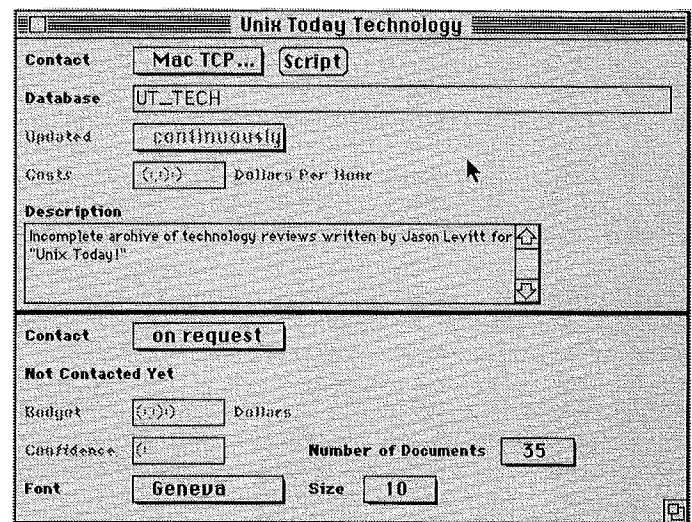 Unix Today Technology
Contact Mac TCP... Script
Database UT_TECH
Updated continuously
Costs Dollars Per Hour
Description
Incomplete archive of technology reviews written by Jason Levitt for
"Unix Today!"
Contact on request
Not Contacted Yet
Budget Dollars
Confidence
Number of Documents 35
Font Geneva Size 10